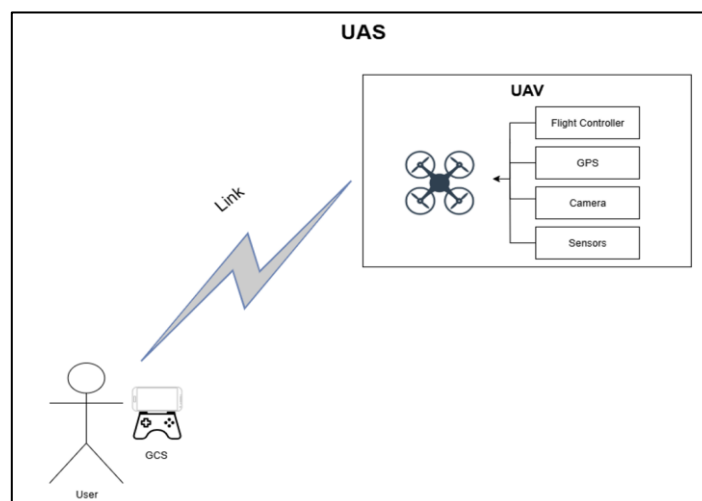 UAS
UAV
Flight Controller
GPS
Camera
Sensors
Link
GCS
User